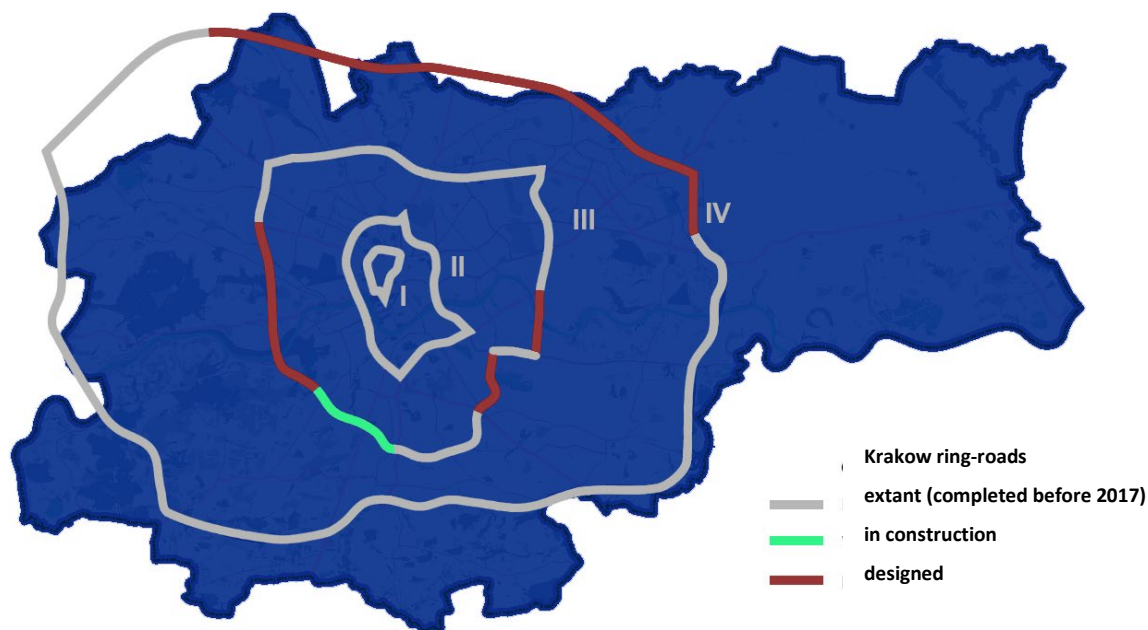 III
IV
II
I
Krakow ring-roads
extant (completed before 2017)
in construction
designed